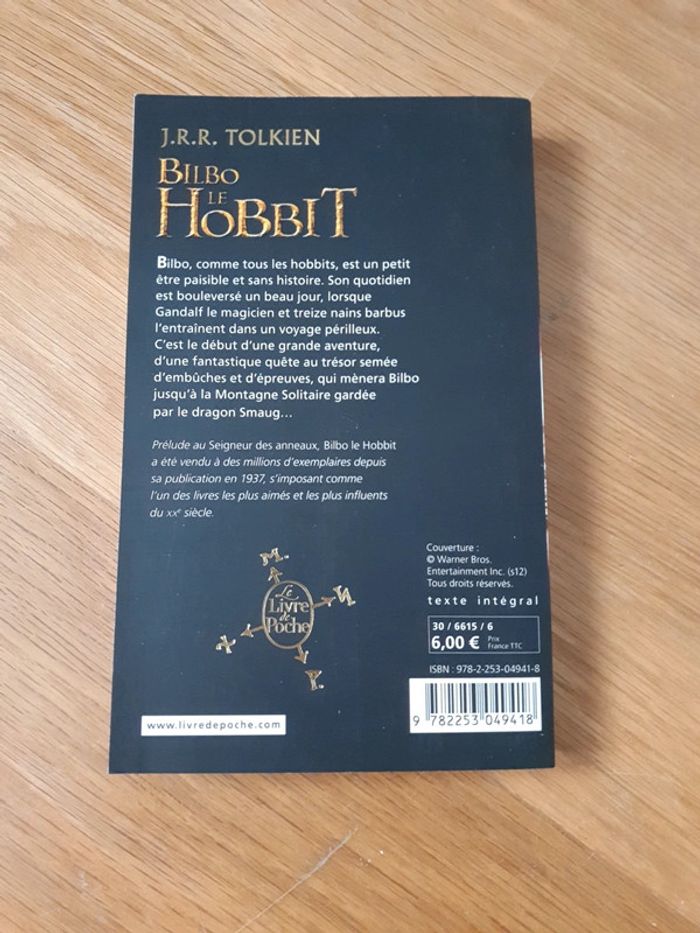 J.R.R. TOLKIEN
BILBO
LE
HOBBIT
Bilbo, comme tous les hobbits, est un petit
être paisible et sans histoire. Son quotidien
est bouleversé un beau jour, lorsque
Gandalf le magicien et treize nains barbus
l'entraînent dans un voyage périlleux.
C'est le début d'une grande aventure,
d'une fantastique quête au trésor semée
d'embûches et d'épreuves, qui mènera Bilbo
jusqu'à la Montagne Solitaire gardée
par le dragon Smaug…
Prélude au Seigneur des anneaux, Bilbo le Hobbit
a été vendu à des millions d'exemplaires depuis
sa publication en 1937, s'imposant comme
l'un des livres les plus aimés et les plus influents
du XXe siècle.
Couverture :
© Warner Bros.
Entertainment Inc. (s12)
Tous droits réservés.
texte intégral
30 / 6615 / 6
6,00 € Prix
France TTC
ISBN : 978-2-253-04941-8
9 782253 049418
M.
Le
Livre
de
Poche
P.
www.livredepoche.com